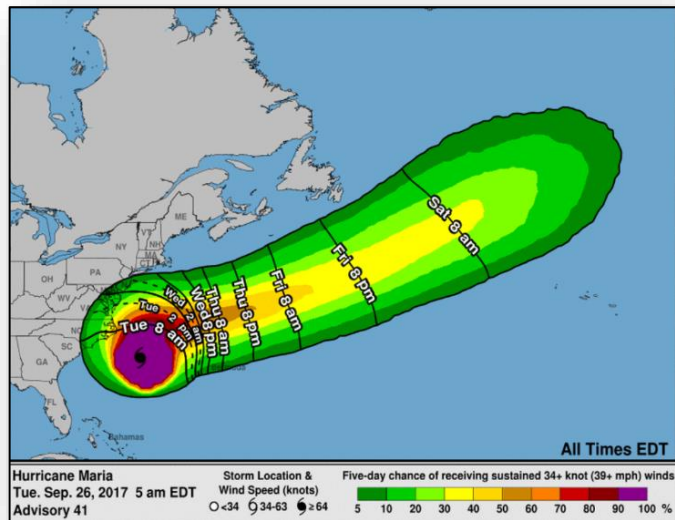 ME
VT
NH
NY
MA
CT
PA
OH
WV
VA
NC
SC
GA
FL
Bahamas
Tue 8 am
Tue 2 pm
Wed 2 am
Wed 8 pm
Thu 8 am
Thu 8 pm
Fri 8 am
Fri 8 pm
Sat 8 am
All Times EDT
Hurricane Maria
Tue. Sep. 26, 2017 5 am EDT
Advisory 41
Storm Location &
Wind Speed (knots)
<34 34-63 ≥64
Five-day chance of receiving sustained 34+ knot (39+ mph) winds
5 10 20 30 40 50 60 70 80 90 100 %